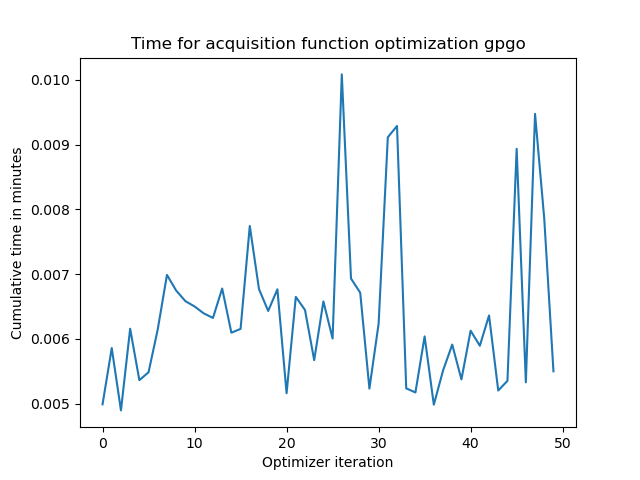 Time for acquisition function optimization gpgo
Cumulative time in minutes
0.010
0.009
0.008
0.007
0.006
0.005
0 10 20 30 40 50
Optimizer iteration